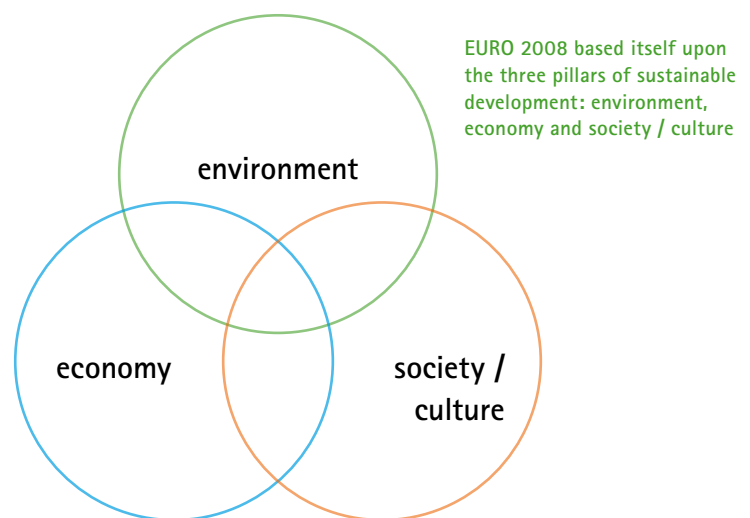 EURO 2008 based itself upon
the three pillars of sustainable
development: environment,
economy and society / culture
environment
economy
society /
culture